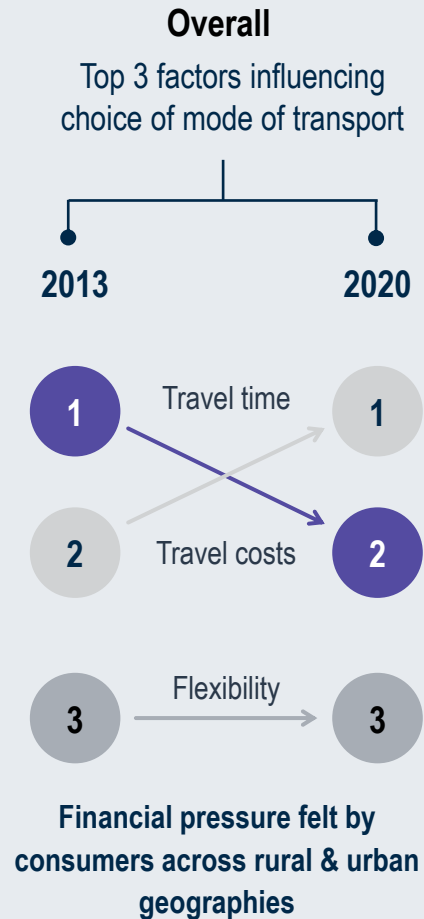 Overall
Top 3 factors influencing
choice of mode of transport
2013
2020
1
Travel time
1
2
Travel costs
2
3
Flexibility
3
Financial pressure felt by
consumers across rural & urban
geographies